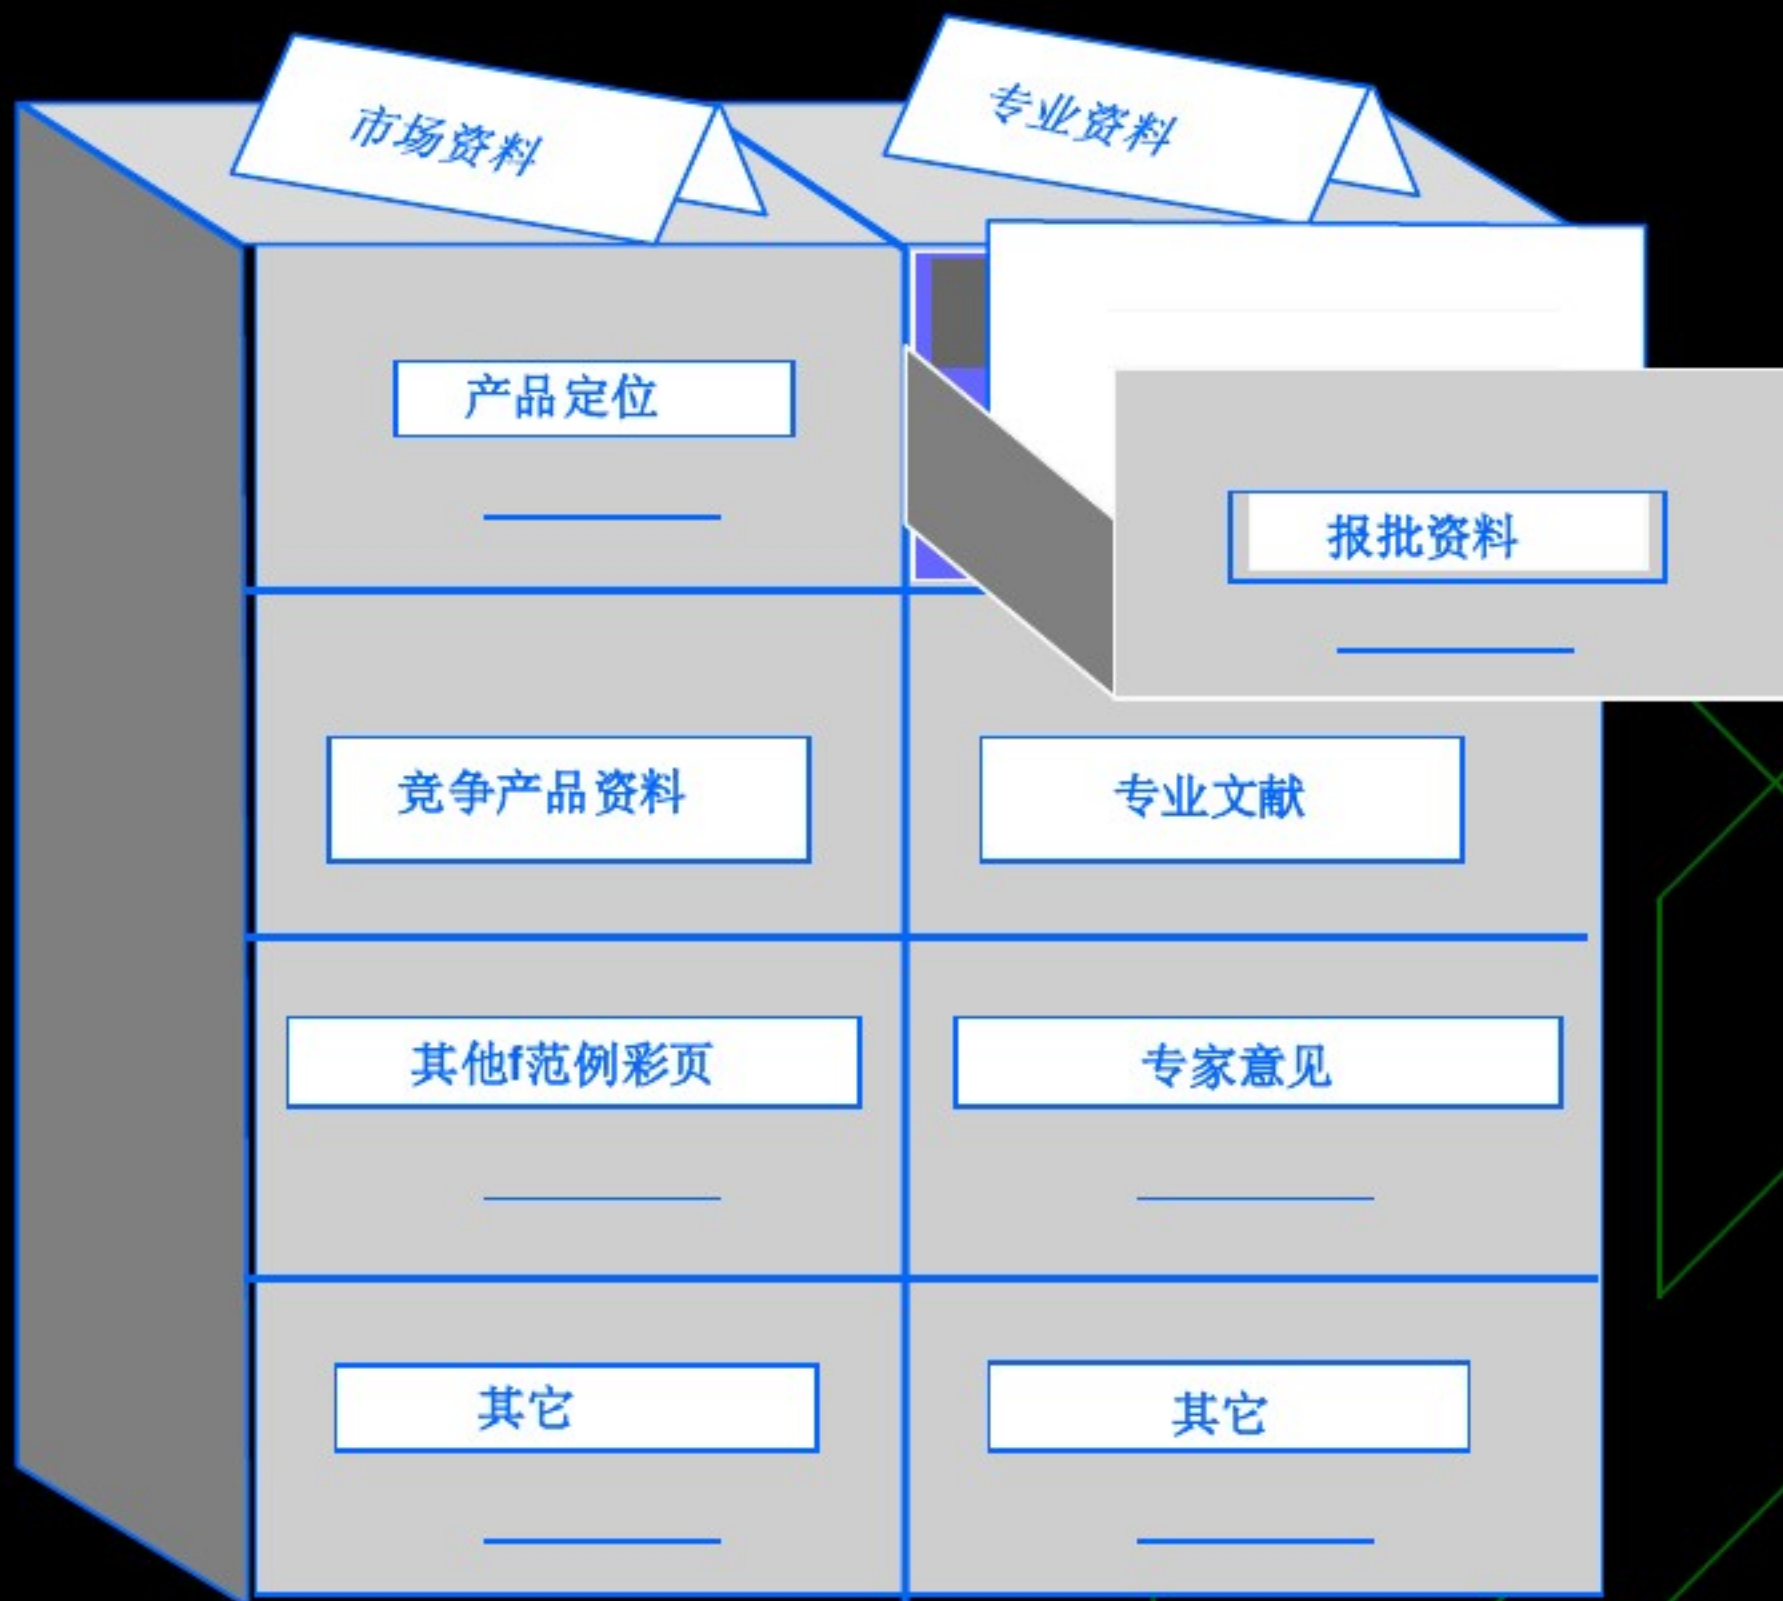 市场资料
专业资料
产品定位
报批资料
竞争产品资料
专业文献
其他f范例彩页
专家意见
其它
其它